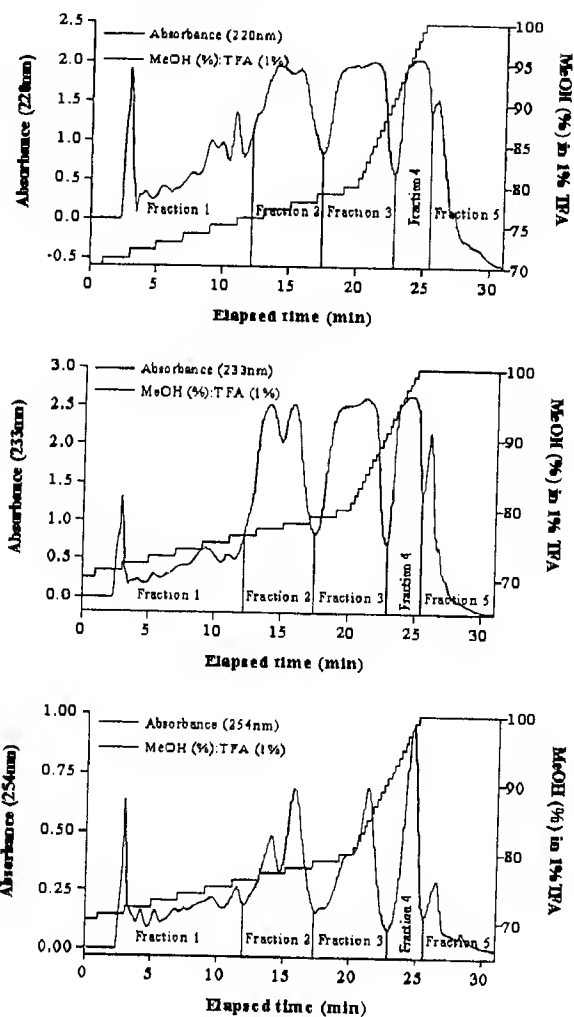 Absorbance (220nm)
MeOH (%):TFA (1%)
Absorbance (220nm)
2.5
2.0
1.5
1.0
0.5
0.0
-0.5
100
95
90
85
80
75
70
MeOH (%) in 1% TFA
Fraction 1
Fraction 2
Fraction 3
Fraction 4
Fraction 5
0
5
10
15
20
25
30
Elapsed time (min)
Absorbance (233nm)
MeOH (%):TFA (1%)
Absorbance (233nm)
3.0
2.5
2.0
1.5
1.0
0.5
0.0
100
95
90
80
70
MeOH (%) in 1% TFA
Fraction 1
Fraction 2
Fraction 3
Fraction 4
Fraction 5
0
5
10
15
20
25
30
Elapsed time (min)
Absorbance (254nm)
MeOH (%):TFA (1%)
Absorbance (254nm)
1.00
0.75
0.50
0.25
0.00
100
90
80
70
MeOH (%) in 1% TFA
Fraction 1
Fraction 2
Fraction 3
Fraction 4
Fraction 5
0
5
10
15
20
25
30
Elapsed time (min)